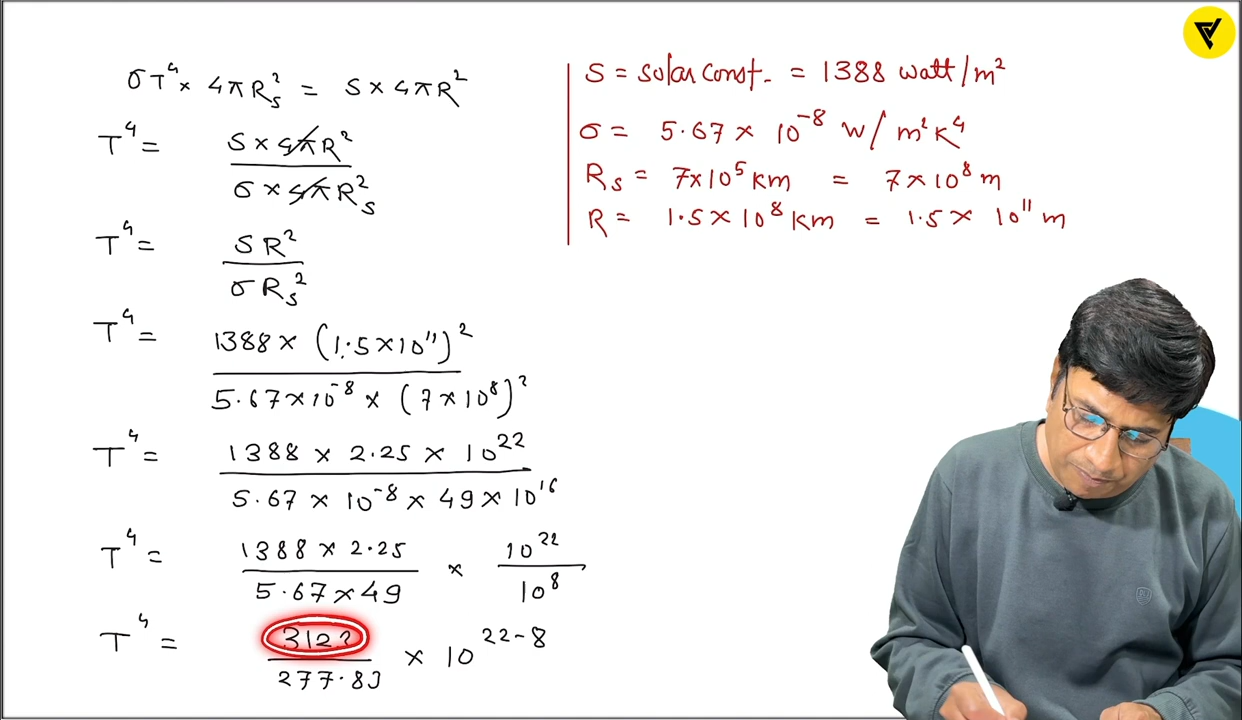 σT⁴ × 4πRs² = S × 4πR²
T⁴ = S × 4πR² / σ × 4πRs²
T⁴ = SR² / σRs²
T⁴ = 1388 × (1.5×10¹¹)² / 5.67×10⁻⁸ × (7×10⁸)²
T⁴ = 1388 × 2.25 × 10²² / 5.67 × 10⁻⁸ × 49 × 10¹⁶
T⁴ = 1388 × 2.25 / 5.67 × 49 × 10²² / 10⁸
T⁴ = 3123 / 277.83 × 10²²⁻⁸
S = Solar Const. = 1388 watt/m²
σ = 5.67 × 10⁻⁸ W/m²K⁴
Rs = 7×10⁵ km = 7×10⁸ m
R = 1.5×10⁸ km = 1.5× 10¹¹ m